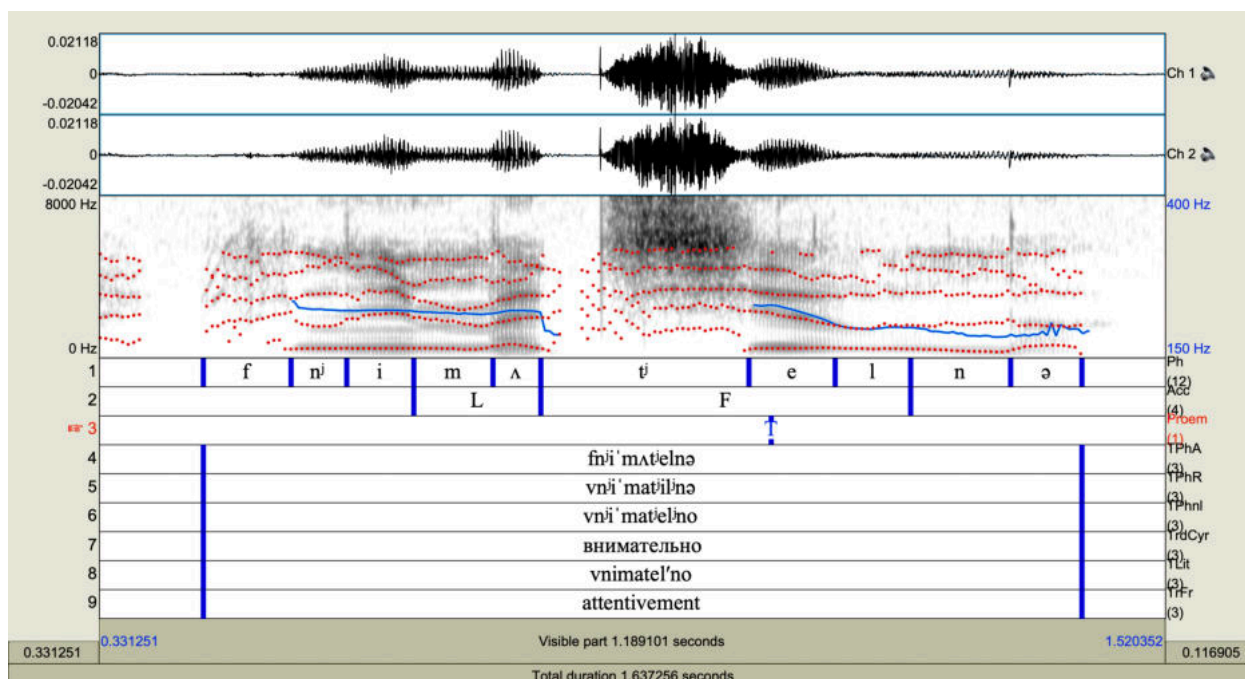 0.02118
0
-0.02042
Ch 1
0.02118
0
-0.02042
Ch 2
8000 Hz
400 Hz
0 Hz
150 Hz
1 f nʲ i m ʌ tʲ e l n ə Ph (12)
2 L F Acc (4)
3 T Proem (1)
4 fnʲiˈmʌtʲelnə TPhA (3)
5 vnʲiˈmatʲilʲnə TPhR (3)
6 vnʲiˈmatʲelʲno TPhnl (3)
7 внимательно TrdCyr (3)
8 vnimatel′no TLit (3)
9 attentivement TrFr (3)
0.331251 Visible part 1.189101 seconds 1.520352
0.331251 0.116905
Total duration 1.637256 seconds